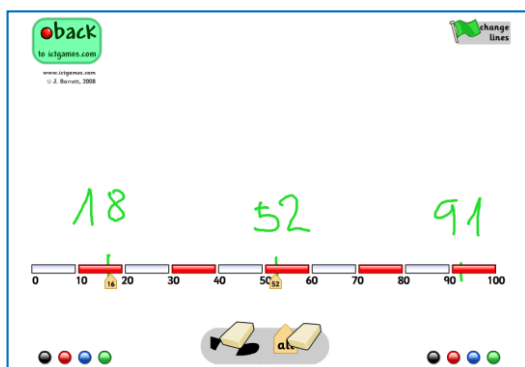 back
to ictgames.com
www.ictgames.com
© J. Barrett, 2008
change
lines
18 52 91
0 10 20 30 40 50 60 70 80 90 100
16 52
all